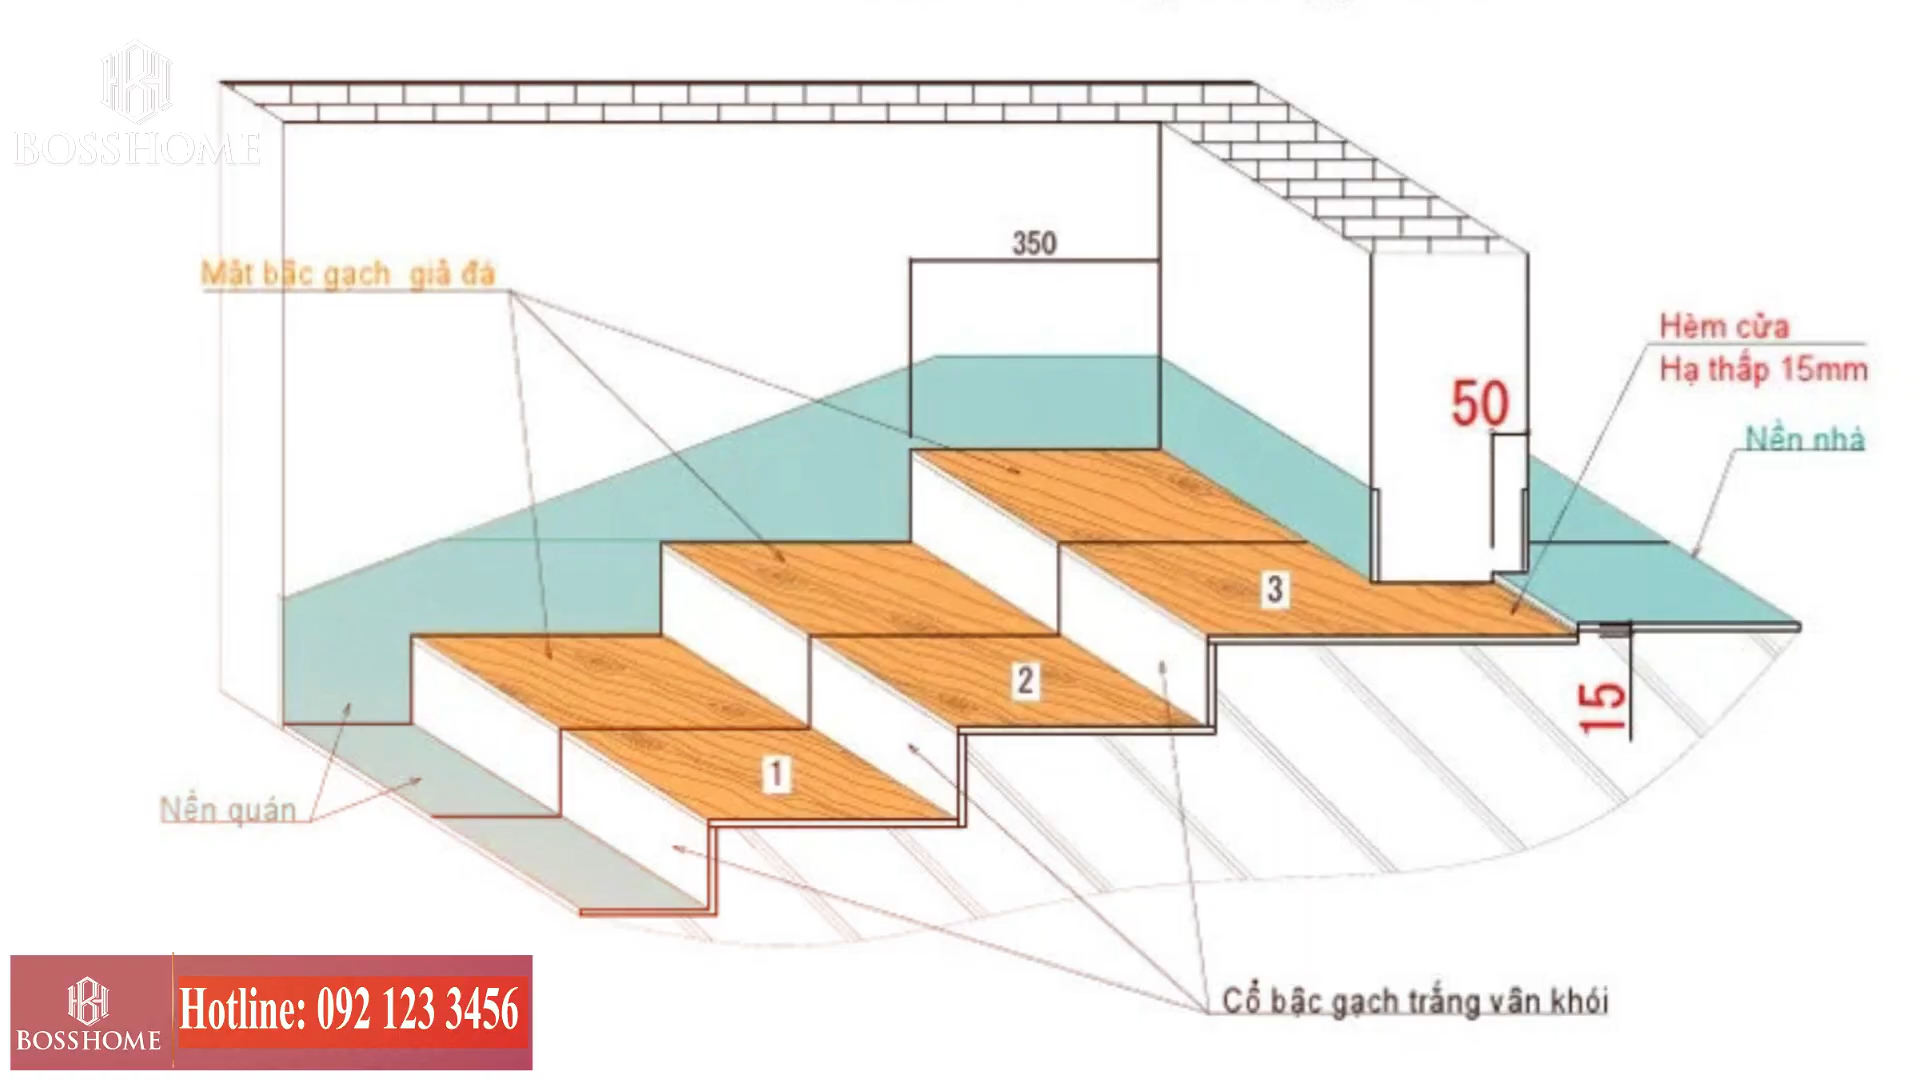 BOSSHOME
350
Mặt bậc gạch giả đá
Hèm cửa
Hạ thấp 15mm
50
Nền nhà
3
2
15
1
Nền quán
Cổ bậc gạch trắng vân khói
BOSSHOME
Hotline: 092 123 3456